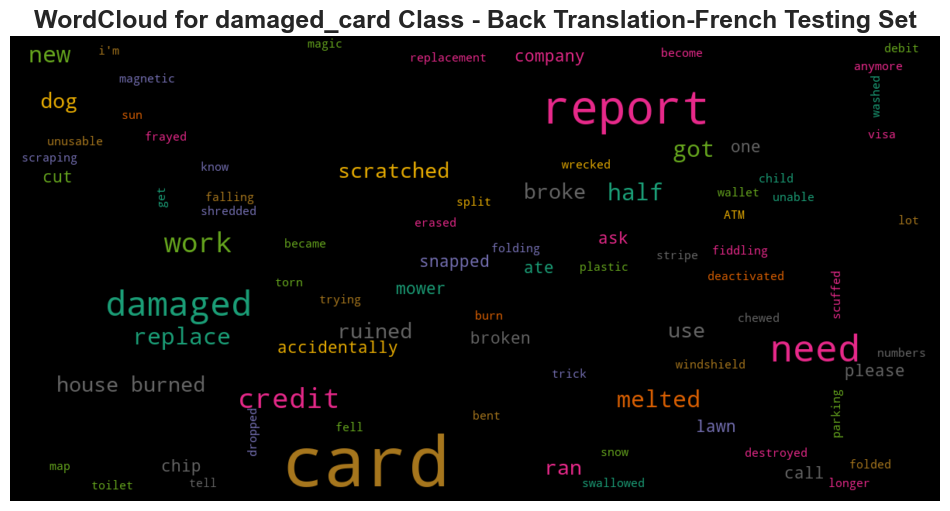 WordCloud for damaged_card Class - Back Translation-French Testing Set
magic
new
i'm
debit
replacement
company
become
anymore
magnetic
washed
dog
report
sun
unusable
frayed
visa
got
one
scraping
know
scratched
wrecked
cut
child
get
falling
broke
half
wallet
unable
shredded
split
ATM
lot
erased
work
became
folding
ask
fiddling
snapped
stripe
ate
plastic
deactivated
torn
mower
damaged
trying
scuffed
burn
chewed
replace
ruined
broken
use
accidentally
need
numbers
windshield
house burned
trick
please
credit
melted
parking
dropped
bent
fell
lawn
card
snow
destroyed
map
chip
ran
call
folded
toilet
tell
swallowed
longer